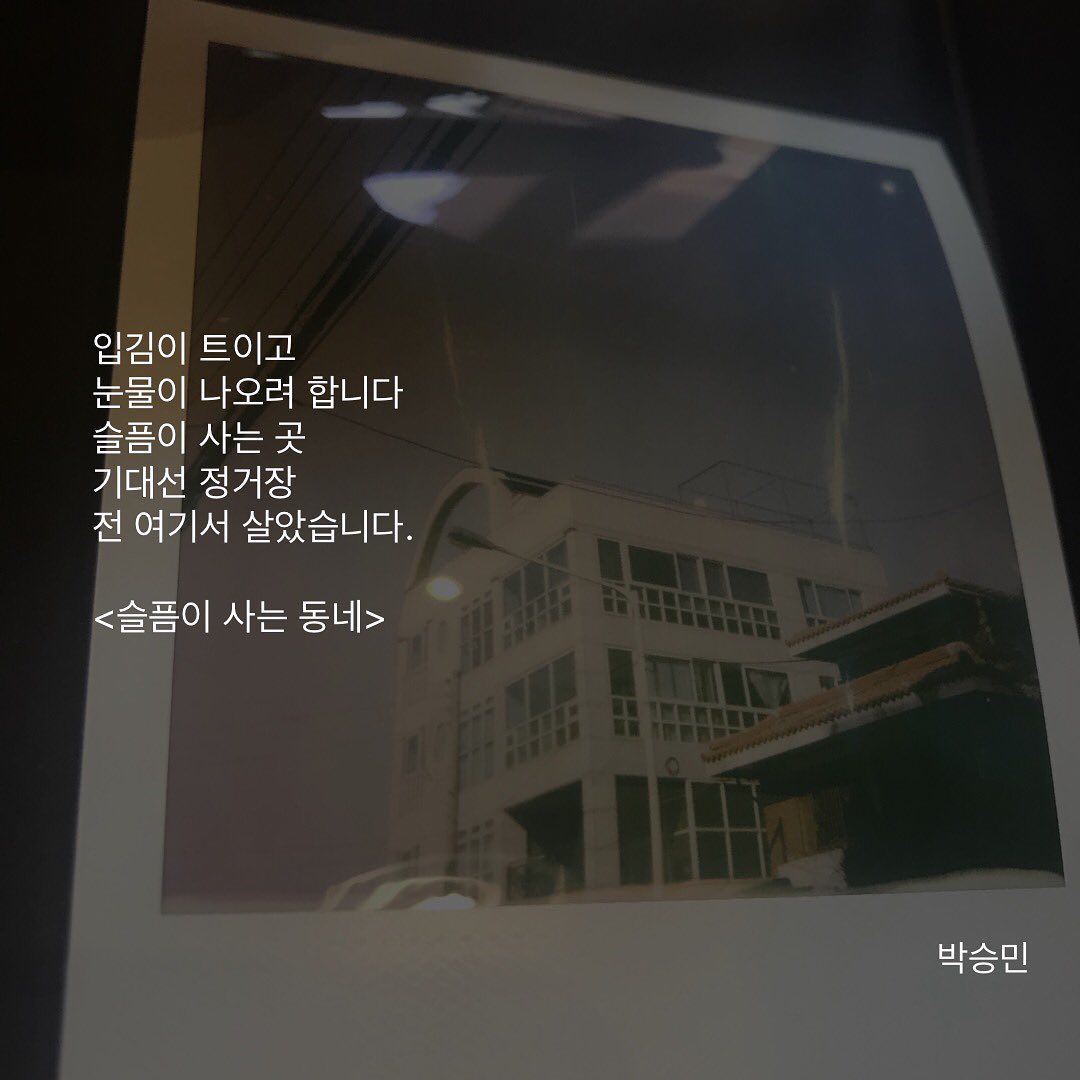 입김이 트이고
눈물이 나오려 합니다
슬픔이 사는 곳
기대선 정거장
전 여기서 살았습니다.
<슬픔이 사는 동네>
박승민